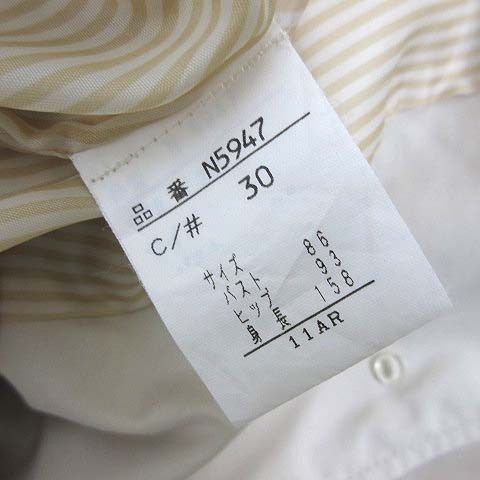 品番 N5947
C/# 30
サイズ
バスト 86
ヒップ 93
身長 158
11AR